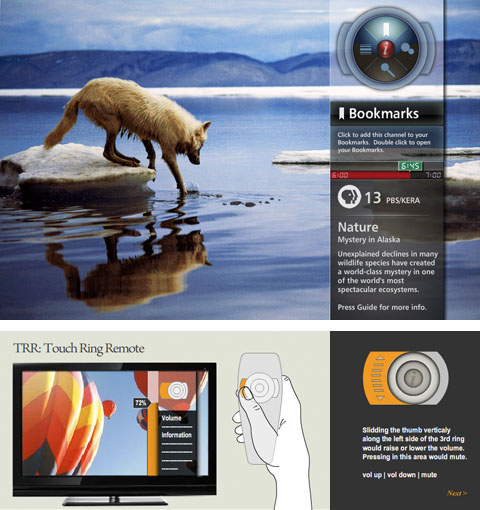 Bookmarks
Click to add this channel to your
Bookmarks. Double click to open
your Bookmarks.
6:45
6:00 7:00
13 PBS/KERA
Nature
Mystery in Alaska
Unexplained declines in many
wildlife species have created
a world-class mystery in one
of the world's most
spectacular ecosystems.
Press Guide for more info.
TRR: Touch Ring Remote
72%
Volume
Information
Slidding the thumb verticaly
along the left side of the 3rd ring
would raise or lower the volume.
Pressing in this area would mute.
vol up | vol down | mute
Next >